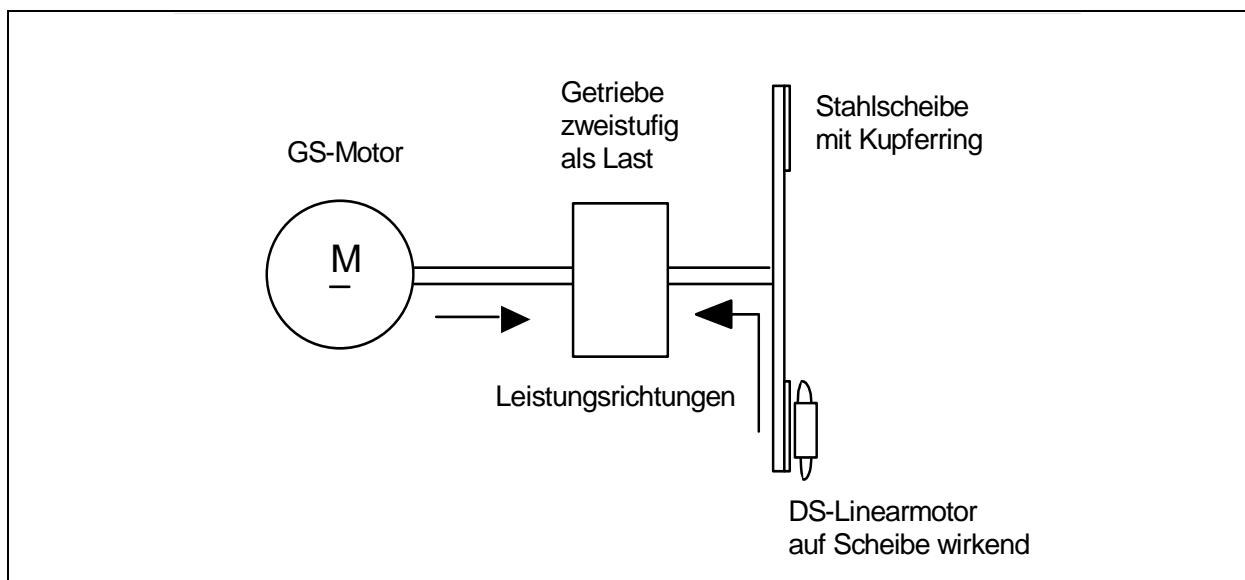 Getriebe
zweistufig
als Last
Stahlscheibe
mit Kupferring
GS-Motor
M
Leistungsrichtungen
DS-Linearmotor
auf Scheibe wirkend